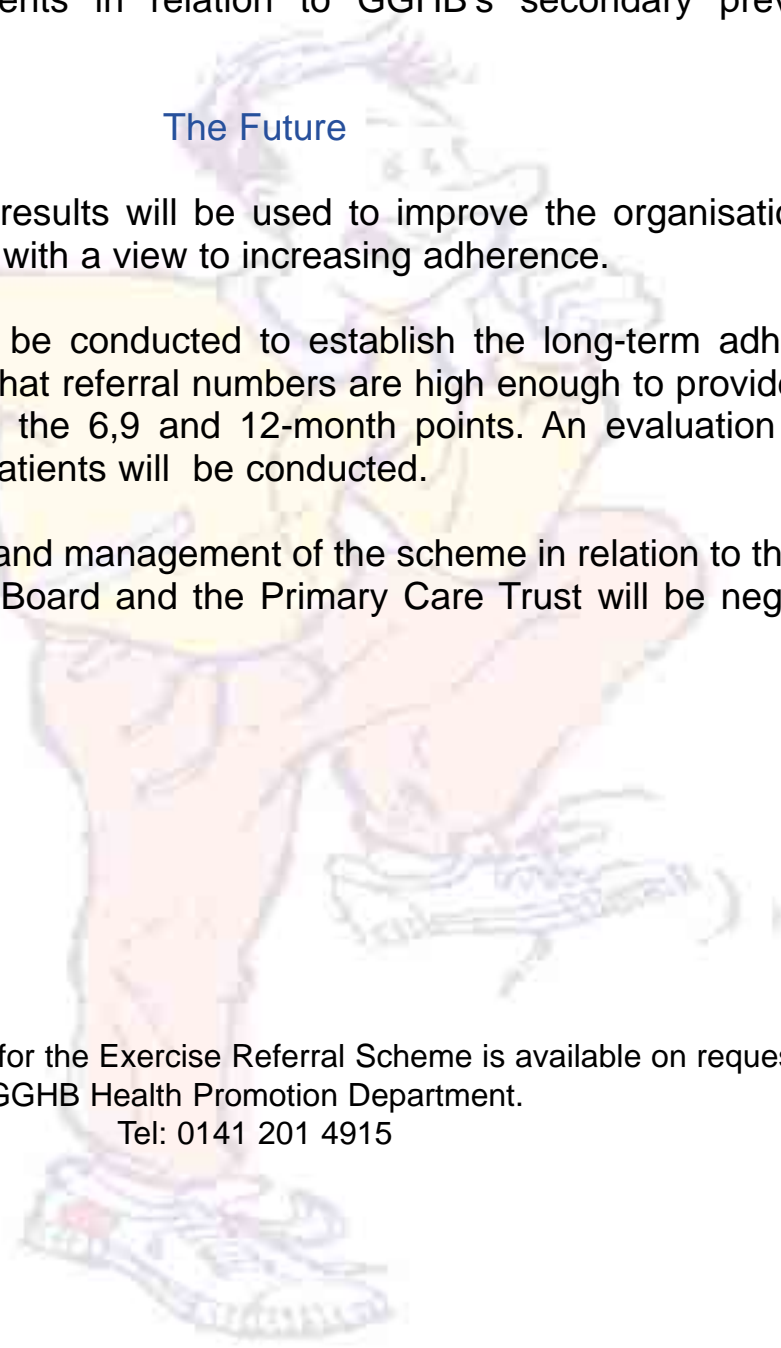 ents in relation to GGHB's secondary prev
The Future
results will be used to improve the organisatio
with a view to increasing adherence.
be conducted to establish the long-term adh
hat referral numbers are high enough to provide
the 6,9 and 12-month points. An evaluation
atients will be conducted.
and management of the scheme in relation to th
Board and the Primary Care Trust will be neg
for the Exercise Referral Scheme is available on reques
GGHB Health Promotion Department.
Tel: 0141 201 4915